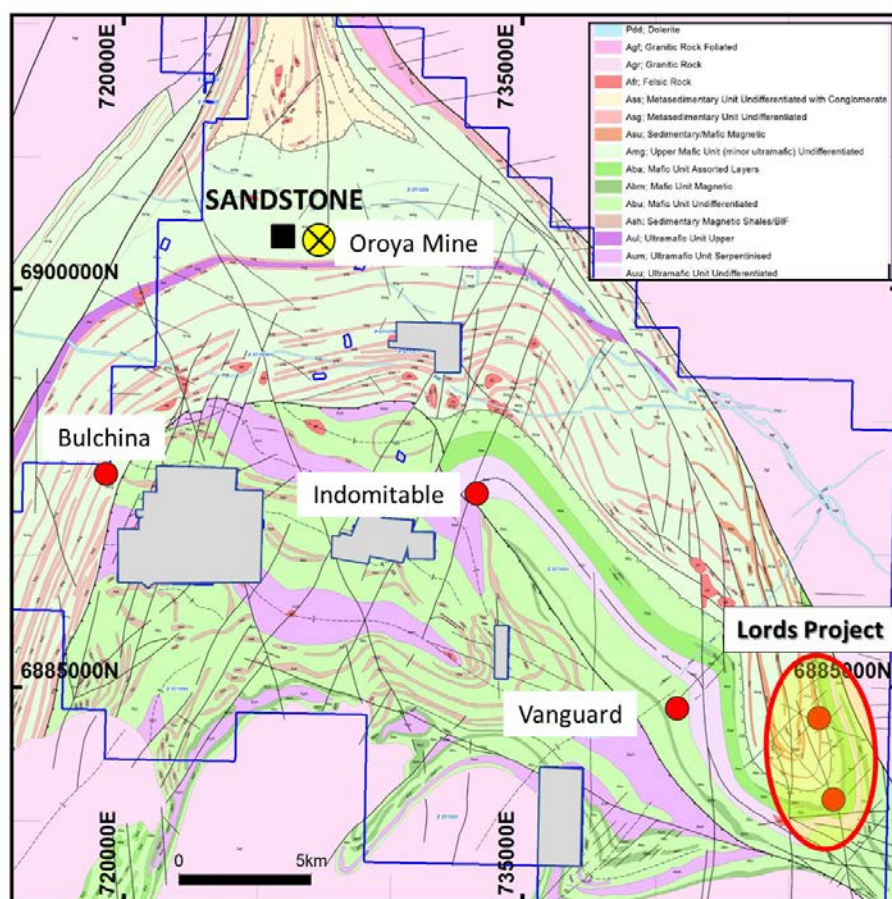 720000E
735000E
Pdd; Dolerite
Agf; Granitic Rock Foliated
Agr; Granitic Rock
Afr; Felsic Rock
Ass; Metasedimentary Unit Undifferentiated with Conglomerate
Asg; Metasedimentary Unit Undifferentiated
Asu; Sedimentary/Mafic Magnetic
Amg; Upper Mafic Unit (minor ultramafic) Undifferentiated
Aba; Mafic Unit Assorted Layers
Abm; Mafic Unit Magnetic
Abu; Mafic Unit Undifferentiated
Ash; Sedimentary Magnetic Shales/BIF
Aul; Ultramafic Unit Upper
Aum; Ultramafic Unit Serpentinised
Auu; Ultramafic Unit Undifferentiated
SANDSTONE
Oroya Mine
6900000N
Bulchina
Indomitable
Lords Project
6885000N
6885000N
Vanguard
720000E
735000E
0
5km